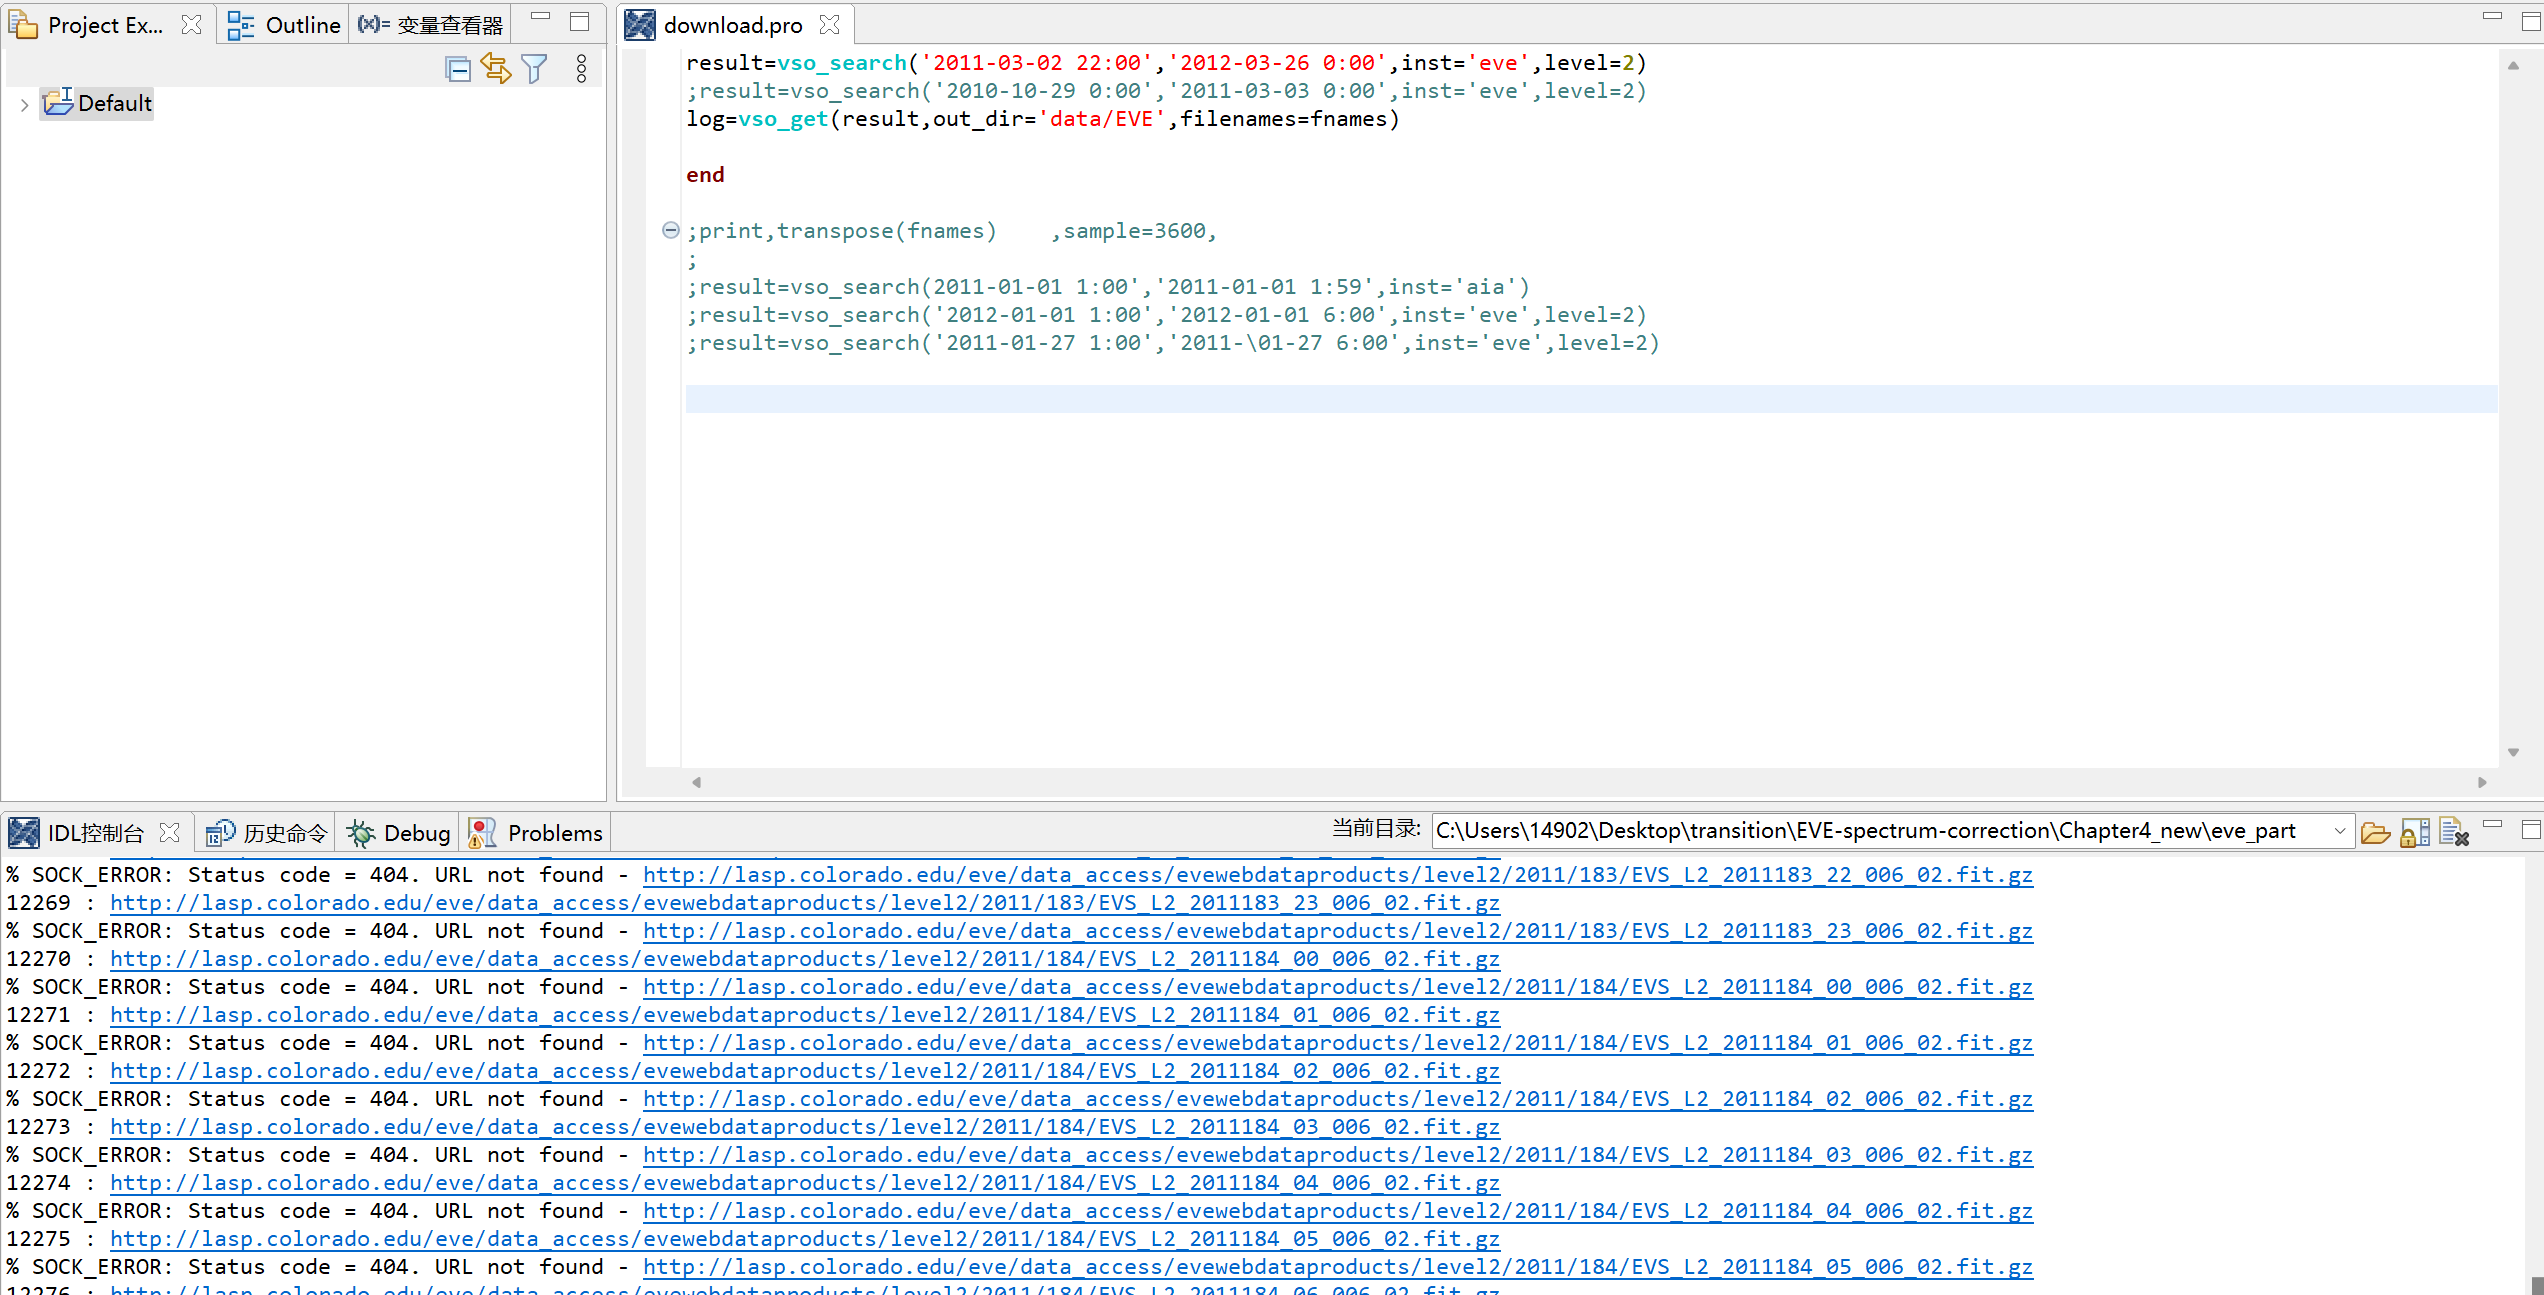 Project Ex...
Outline
(x)= 变量查看器
download.pro
Default
result=vso_search('2011-03-02 22:00','2012-03-26 0:00',inst='eve',level=2)
;result=vso_search('2010-10-29 0:00','2011-03-03 0:00',inst='eve',level=2)
log=vso_get(result,out_dir='data/EVE',filenames=fnames)
end
;print,transpose(fnames)    ,sample=3600,
;
;result=vso_search(2011-01-01 1:00','2011-01-01 1:59',inst='aia')
;result=vso_search('2012-01-01 1:00','2012-01-01 6:00',inst='eve',level=2)
;result=vso_search('2011-01-27 1:00','2011-\01-27 6:00',inst='eve',level=2)
IDL控制台
历史命令
Debug
Problems
当前目录: C:\Users\14902\Desktop\transition\EVE-spectrum-correction\Chapter4_new\eve_part
% SOCK_ERROR: Status code = 404. URL not found - http://lasp.colorado.edu/eve/data_access/evewebdataproducts/level2/2011/183/EVS_L2_2011183_22_006_02.fit.gz
12269 : http://lasp.colorado.edu/eve/data_access/evewebdataproducts/level2/2011/183/EVS_L2_2011183_23_006_02.fit.gz
% SOCK_ERROR: Status code = 404. URL not found - http://lasp.colorado.edu/eve/data_access/evewebdataproducts/level2/2011/183/EVS_L2_2011183_23_006_02.fit.gz
12270 : http://lasp.colorado.edu/eve/data_access/evewebdataproducts/level2/2011/184/EVS_L2_2011184_00_006_02.fit.gz
% SOCK_ERROR: Status code = 404. URL not found - http://lasp.colorado.edu/eve/data_access/evewebdataproducts/level2/2011/184/EVS_L2_2011184_00_006_02.fit.gz
12271 : http://lasp.colorado.edu/eve/data_access/evewebdataproducts/level2/2011/184/EVS_L2_2011184_01_006_02.fit.gz
% SOCK_ERROR: Status code = 404. URL not found - http://lasp.colorado.edu/eve/data_access/evewebdataproducts/level2/2011/184/EVS_L2_2011184_01_006_02.fit.gz
12272 : http://lasp.colorado.edu/eve/data_access/evewebdataproducts/level2/2011/184/EVS_L2_2011184_02_006_02.fit.gz
% SOCK_ERROR: Status code = 404. URL not found - http://lasp.colorado.edu/eve/data_access/evewebdataproducts/level2/2011/184/EVS_L2_2011184_02_006_02.fit.gz
12273 : http://lasp.colorado.edu/eve/data_access/evewebdataproducts/level2/2011/184/EVS_L2_2011184_03_006_02.fit.gz
% SOCK_ERROR: Status code = 404. URL not found - http://lasp.colorado.edu/eve/data_access/evewebdataproducts/level2/2011/184/EVS_L2_2011184_03_006_02.fit.gz
12274 : http://lasp.colorado.edu/eve/data_access/evewebdataproducts/level2/2011/184/EVS_L2_2011184_04_006_02.fit.gz
% SOCK_ERROR: Status code = 404. URL not found - http://lasp.colorado.edu/eve/data_access/evewebdataproducts/level2/2011/184/EVS_L2_2011184_04_006_02.fit.gz
12275 : http://lasp.colorado.edu/eve/data_access/evewebdataproducts/level2/2011/184/EVS_L2_2011184_05_006_02.fit.gz
% SOCK_ERROR: Status code = 404. URL not found - http://lasp.colorado.edu/eve/data_access/evewebdataproducts/level2/2011/184/EVS_L2_2011184_05_006_02.fit.gz
12276 : http://lasp.colorado.edu/eve/data_access/evewebdataproducts/level2/2011/184/EVS_L2_2011184_06_006_02.fit.gz